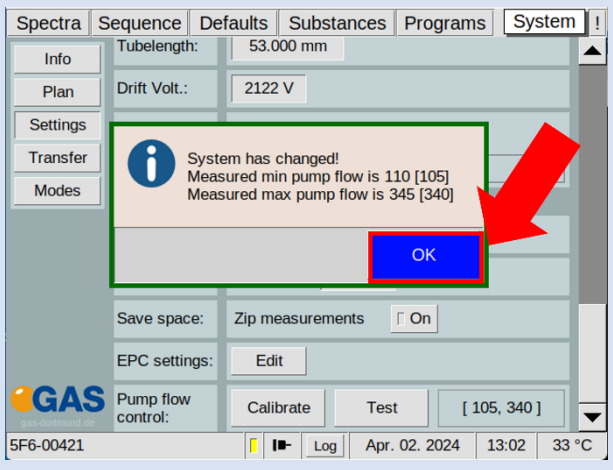 Spectra Sequence Defaults Substances Programs System !
Info
Plan
Settings
Transfer
Modes
Tubelength: 53.000 mm
Drift Volt.: 2122 V
System has changed!
Measured min pump flow is 110 [105]
Measured max pump flow is 345 [340]
OK
Save space: Zip measurements On
EPC settings: Edit
Pump flow
control: Calibrate Test [ 105, 340 ]
GAS
gas-dortmund.de
5F6-00421 Log Apr. 02. 2024 13:02 33 °C